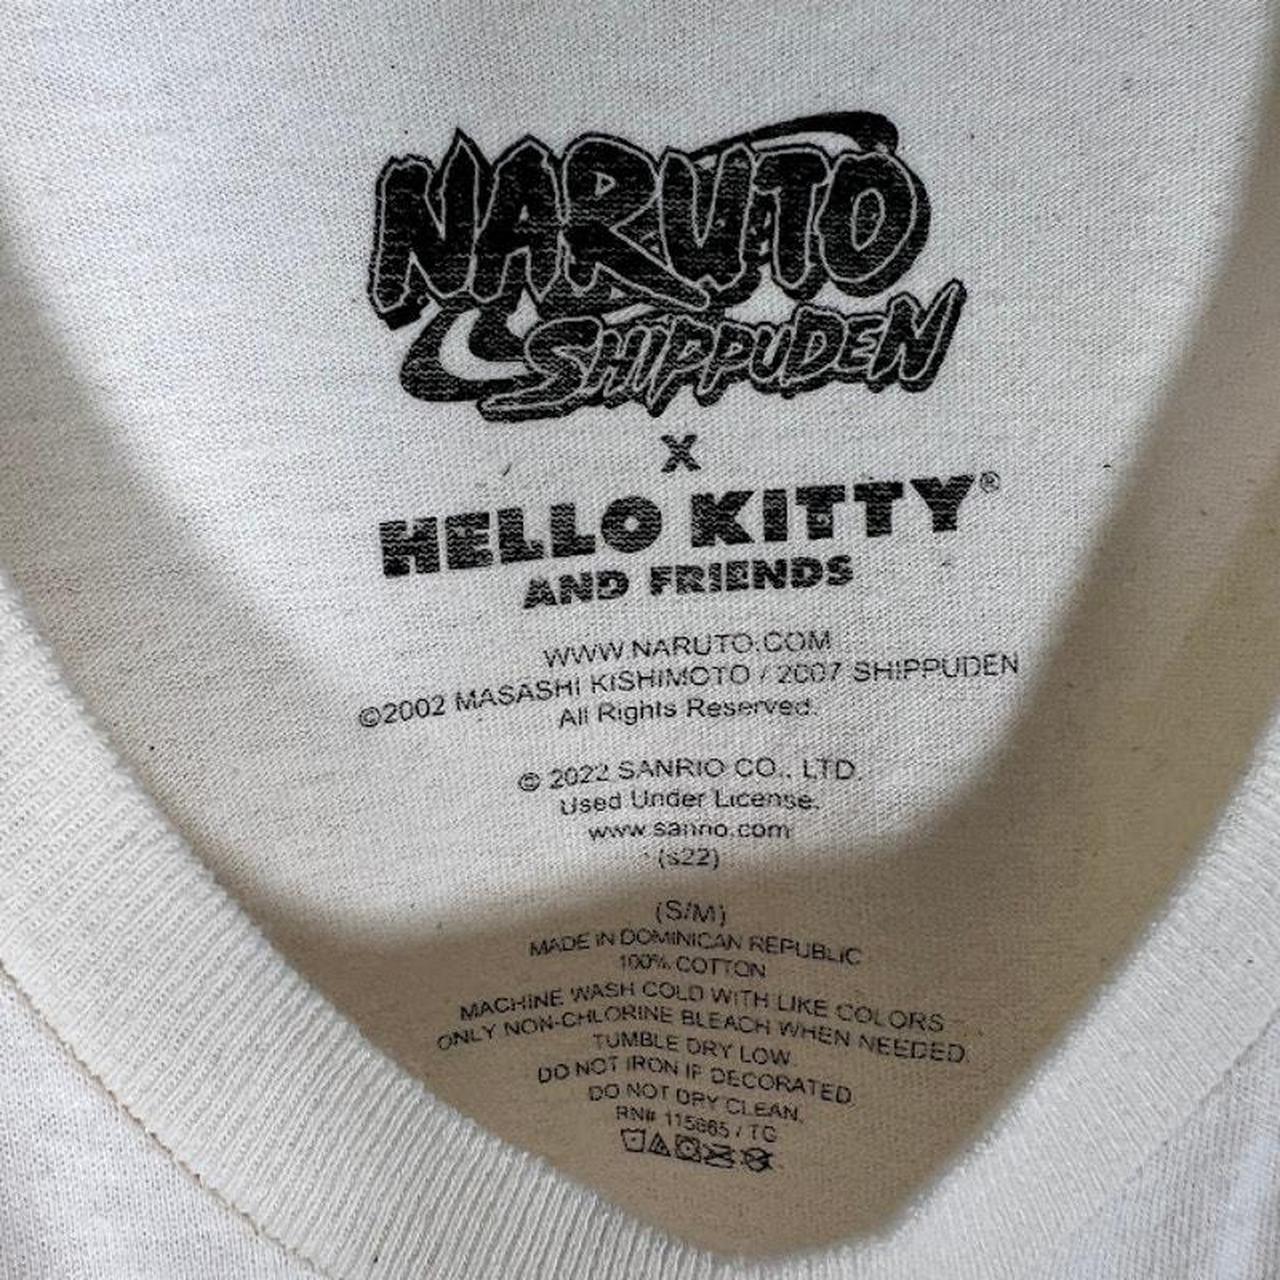 NARUTO
SHIPPUDEN
X
HELLO KITTY®
AND FRIENDS
WWW.NARUTO.COM
©2002 MASASHI KISHIMOTO / 2007 SHIPPUDEN
All Rights Reserved.
© 2022 SANRIO CO., LTD.
Used Under License.
www.sanrio.com
(s22)
(S/M)
MADE IN DOMINICAN REPUBLIC
100% COTTON
MACHINE WASH COLD WITH LIKE COLORS
ONLY NON-CHLORINE BLEACH WHEN NEEDED.
TUMBLE DRY LOW
DO NOT IRON IF DECORATED
DO NOT DRY CLEAN.
RN# / TG